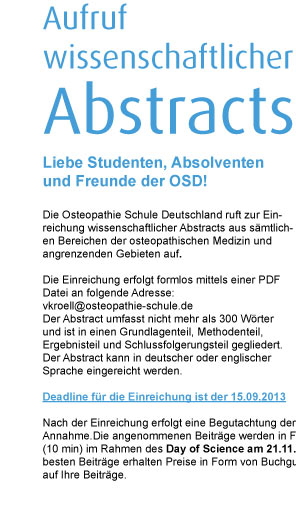 Aufruf
wissenschaftlicher
Abstracts
Liebe Studenten, Absolventen
und Freunde der OSD!
Die Osteopathie Schule Deutschland ruft zur Ein-
reichung wissenschaftlicher Abstracts aus sämtlich-
en Bereichen der osteopathischen Medizin und
angrenzenden Gebieten auf.
Die Einreichung erfolgt formlos mittels einer PDF
Datei an folgende Adresse:
vkroell@osteopathie-schule.de
Der Abstract umfasst nicht mehr als 300 Wörter
und ist in einen Grundlagenteil, Methodenteil,
Ergebnisteil und Schlussfolgerungsteil gegliedert.
Der Abstract kann in deutscher oder englischer
Sprache eingereicht werden.
Deadline für die Einreichung ist der 15.09.2013
Nach der Einreichung erfolgt eine Begutachtung der
Annahme.Die angenommenen Beiträge werden in F
(10 min) im Rahmen des Day of Science am 21.11.
besten Beiträge erhalten Preise in Form von Buchgu
auf Ihre Beiträge.